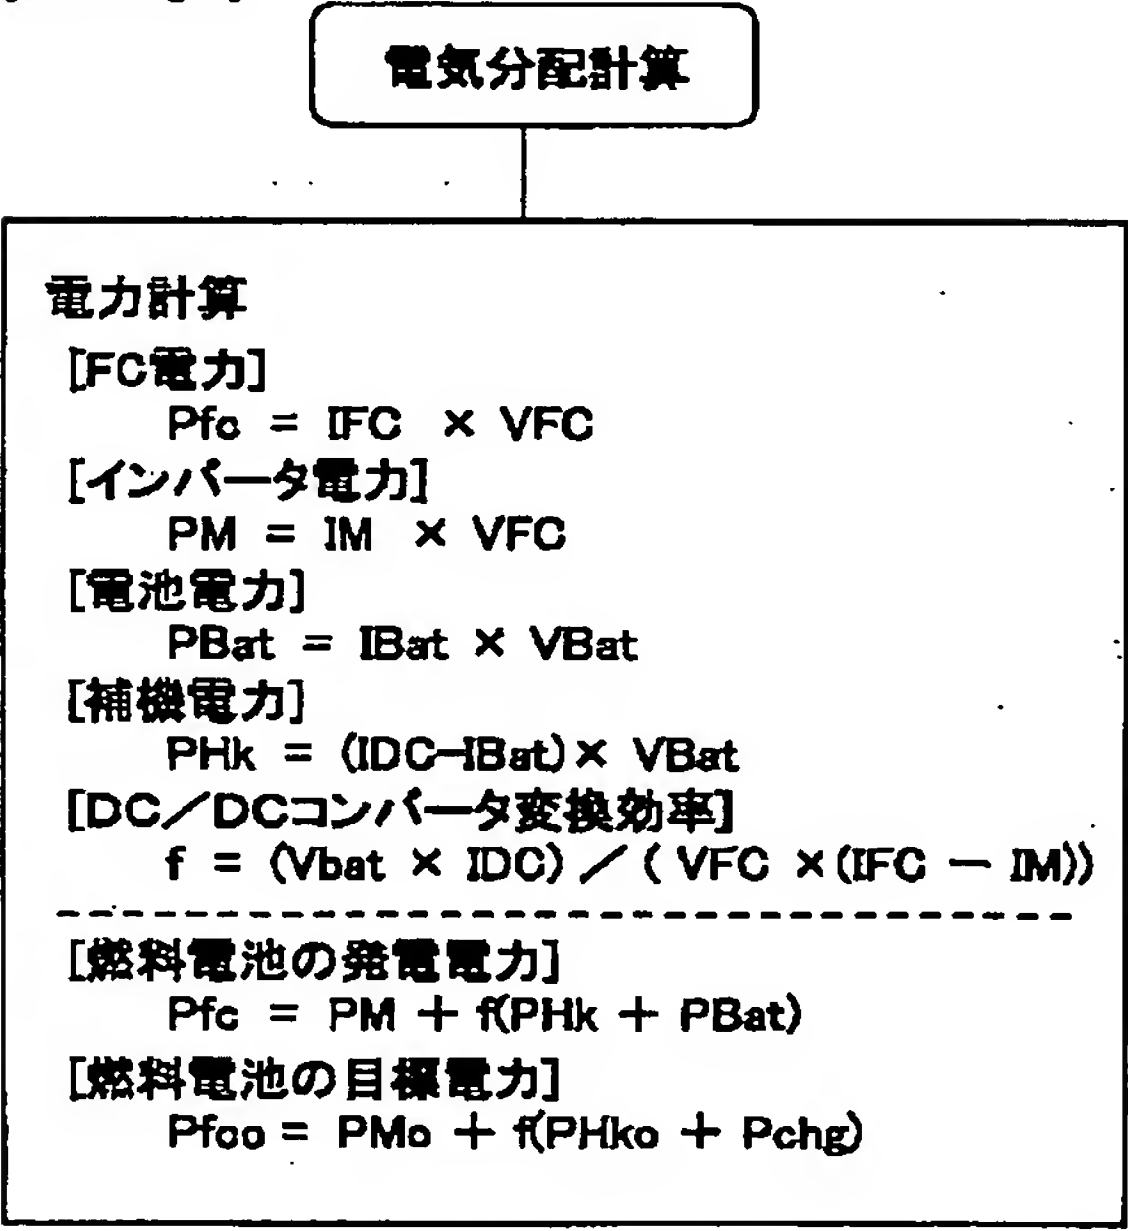 電気分配計算
電力計算
[FC電力]
Pfc = IFC × VFC
[インバータ電力]
PM = IM × VFC
[電池電力]
PBat = IBat × VBat
[補機電力]
PHk = (IDC-IBat)× VBat
[DC/DCコンバータ変換効率]
f = (Vbat × IDC)/( VFC ×(IFC - IM))
[燃料電池の発電電力]
Pfc = PM + f(PHk + PBat)
[燃料電池の目標電力]
Pfco = PMo + f(PHko + Pchg)